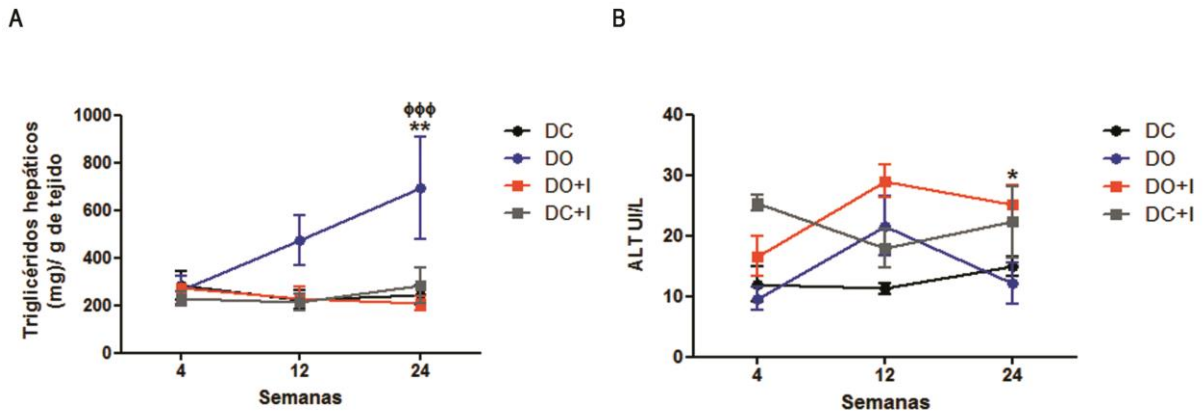 A
Triglicéridos hepáticos
(mg)/ g de tejido
1000
800
600
400
200
0
ϕϕϕ
**
4
12
24
Semanas
DC
DO
DO+I
DC+I
B
ALT UI/L
40
30
20
10
0
*
4
12
24
Semanas
DC
DO
DO+I
DC+I